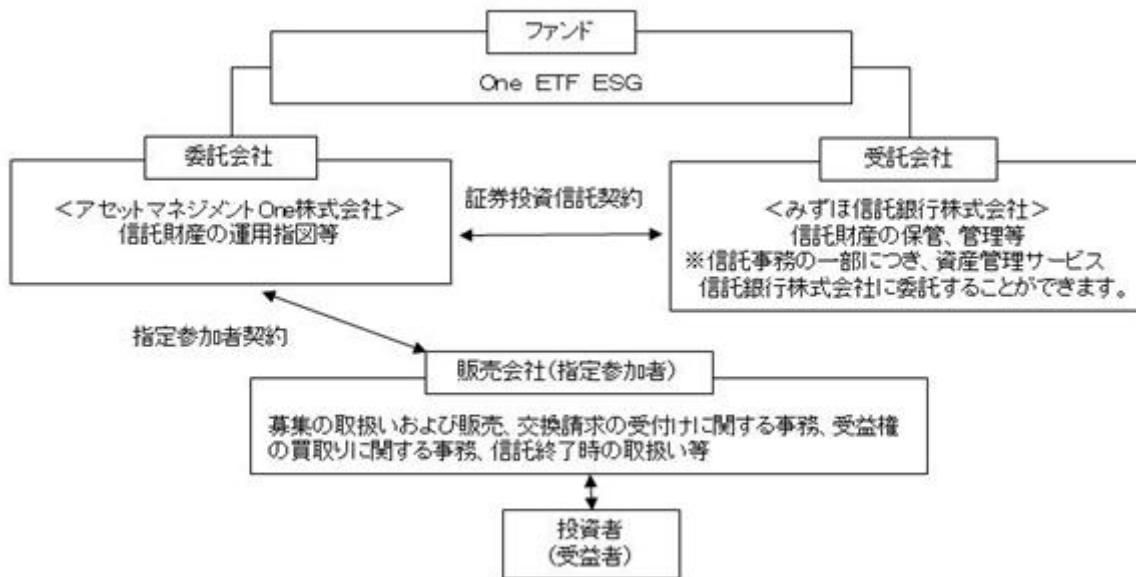 ファンド
One ETF ESG
委託会社
<アセットマネジメントOne株式会社>
信託財産の運用指図等
証券投資信託契約
受託会社
<みずほ信託銀行株式会社>
信託財産の保管、管理等
※信託事務の一部につき、資産管理サービス
信託銀行株式会社に委託することができます。
指定参加者契約
販売会社(指定参加者)
募集の取扱いおよび販売、交換請求の受付けに関する事務、受益権
の買取りに関する事務、信託終了時の取扱い等
投資者
(受益者)